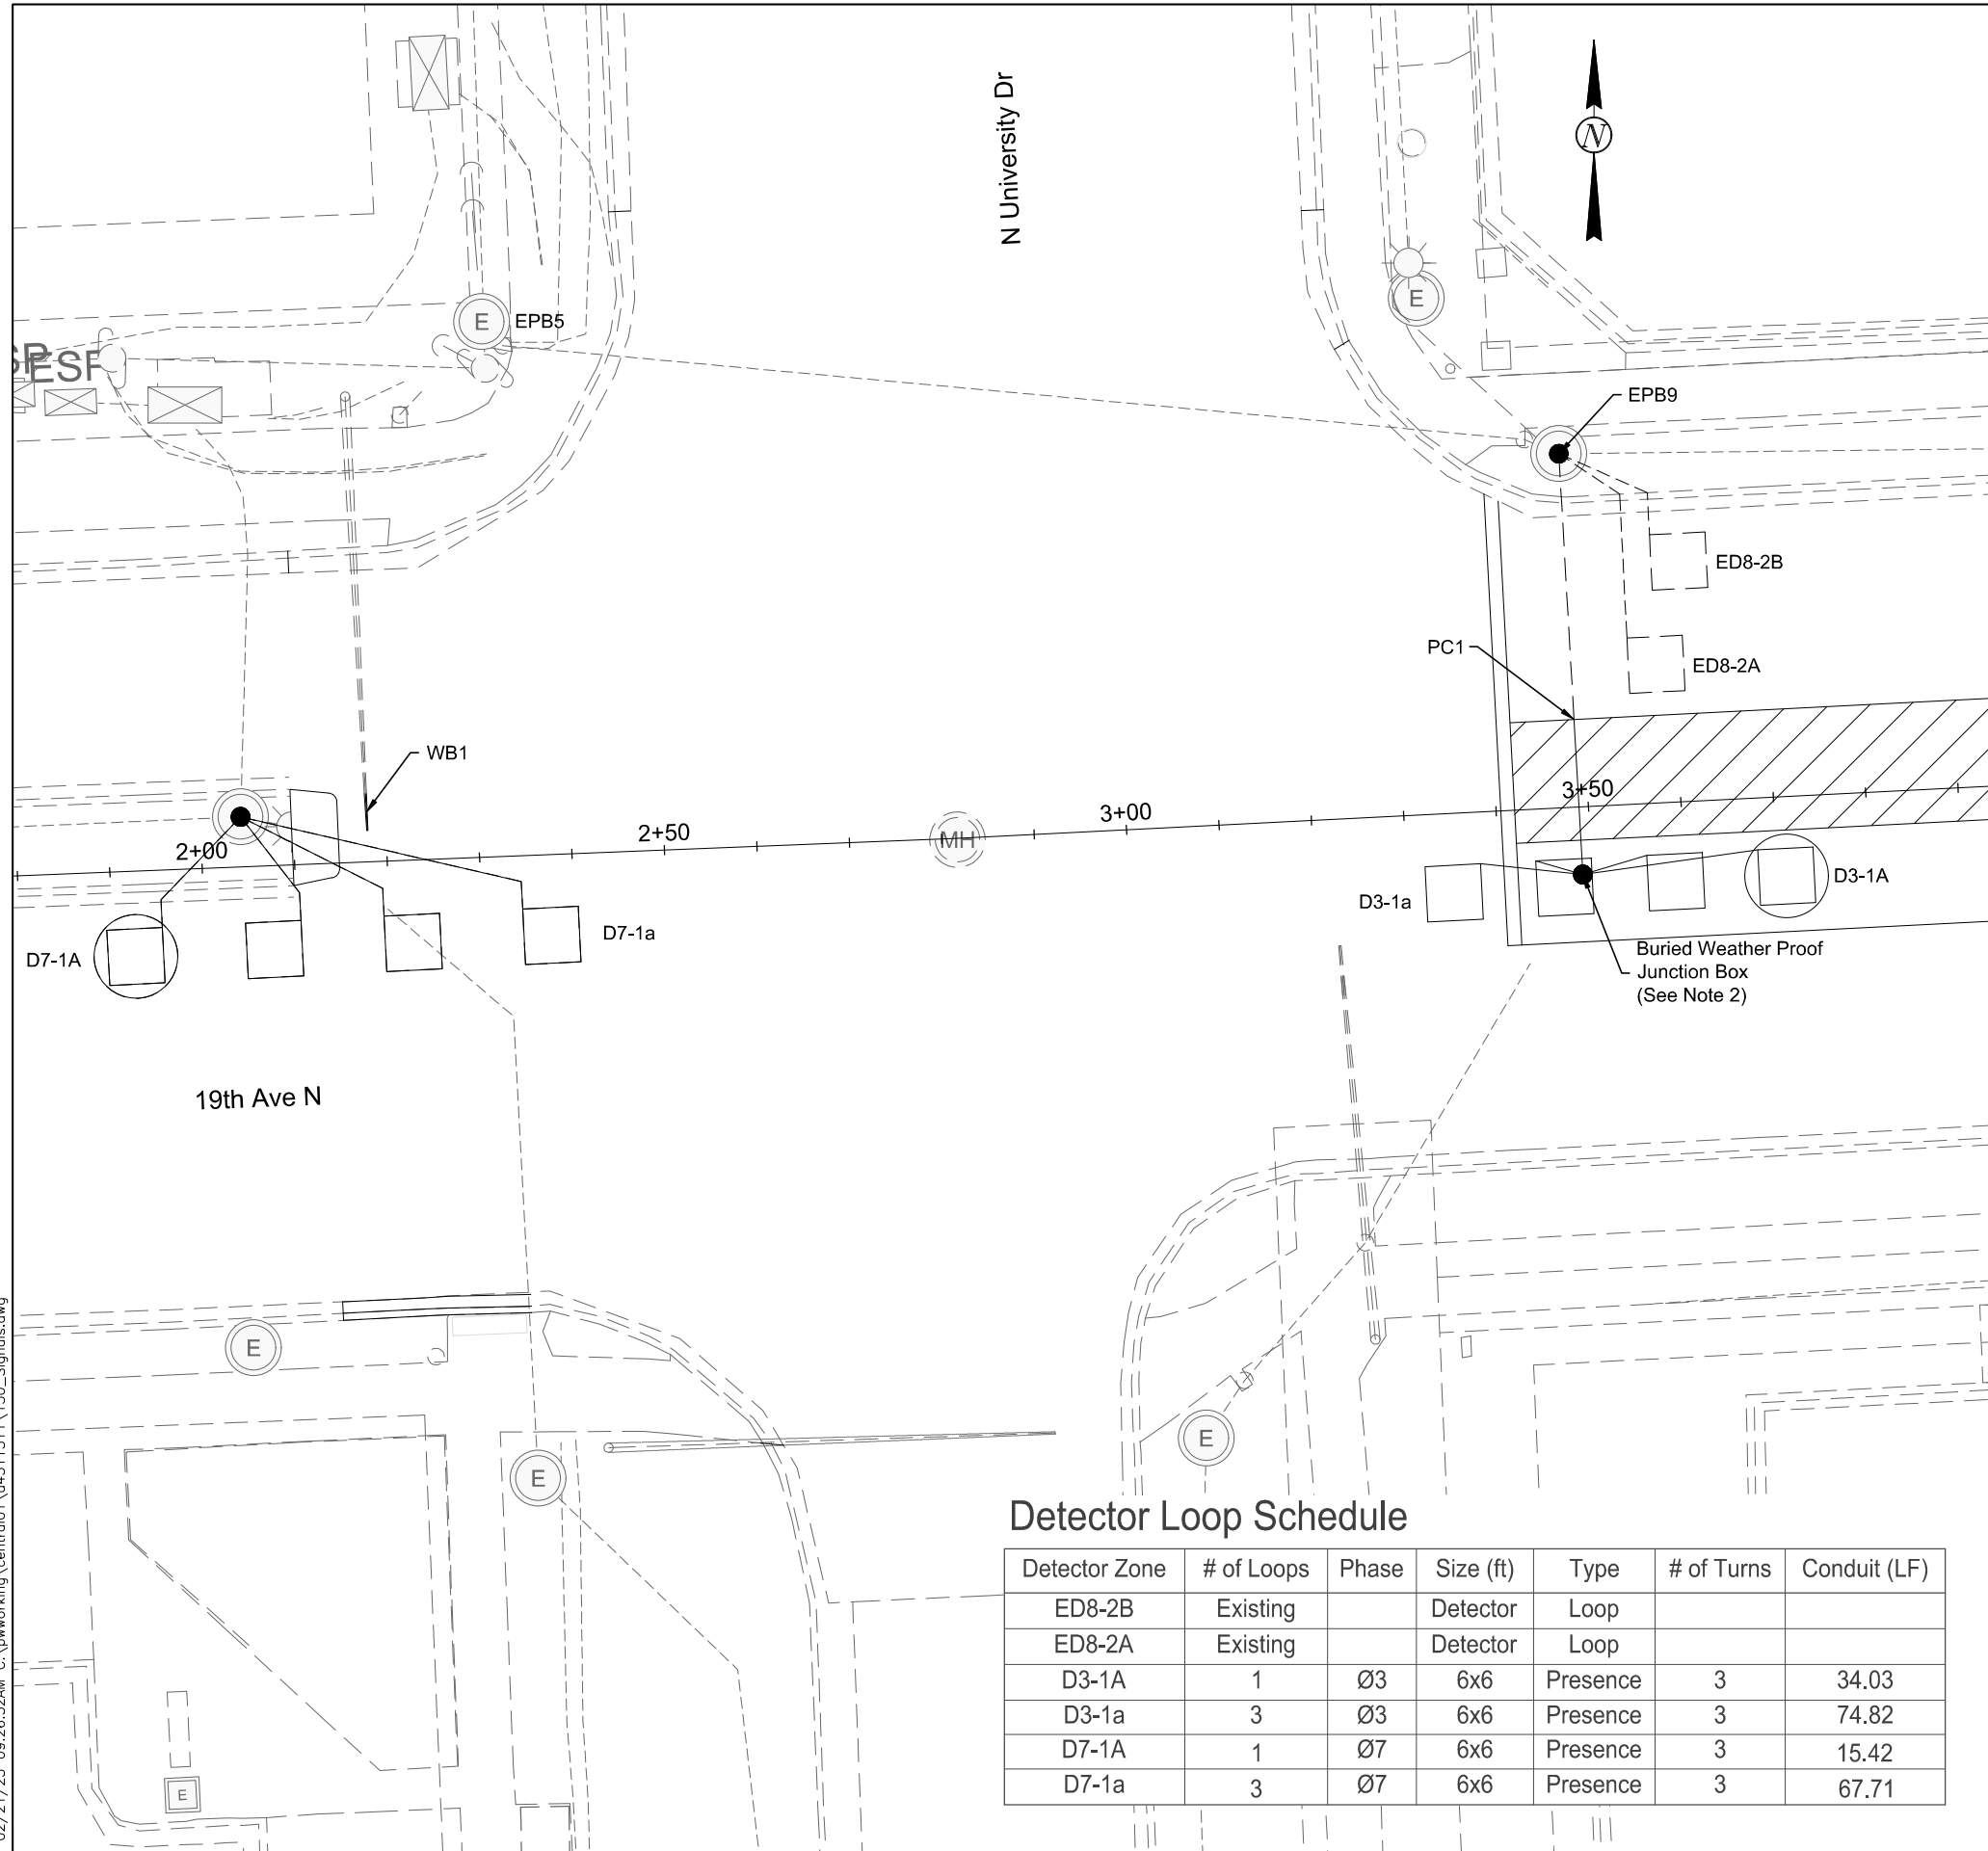 N University Dr
N
E
EPB5
E
SP
ESP
EPB9
ED8-2B
PC1
ED8-2A
WB1
2+00
2+50
MH
3+00
3+50
D7-1A
D7-1a
D3-1a
D3-1A
Buried Weather Proof
Junction Box
(See Note 2)
19th Ave N
E
E
E
E
Detector Loop Schedule
Detector Zone # of Loops Phase Size (ft) Type # of Turns Conduit (LF)
ED8-2B Existing Detector Loop
ED8-2A Existing Detector Loop
D3-1A 1 Ø3 6x6 Presence 3 34.03
D3-1a 3 Ø3 6x6 Presence 3 74.82
D7-1A 1 Ø7 6x6 Presence 3 15.42
D7-1a 3 Ø7 6x6 Presence 3 67.71